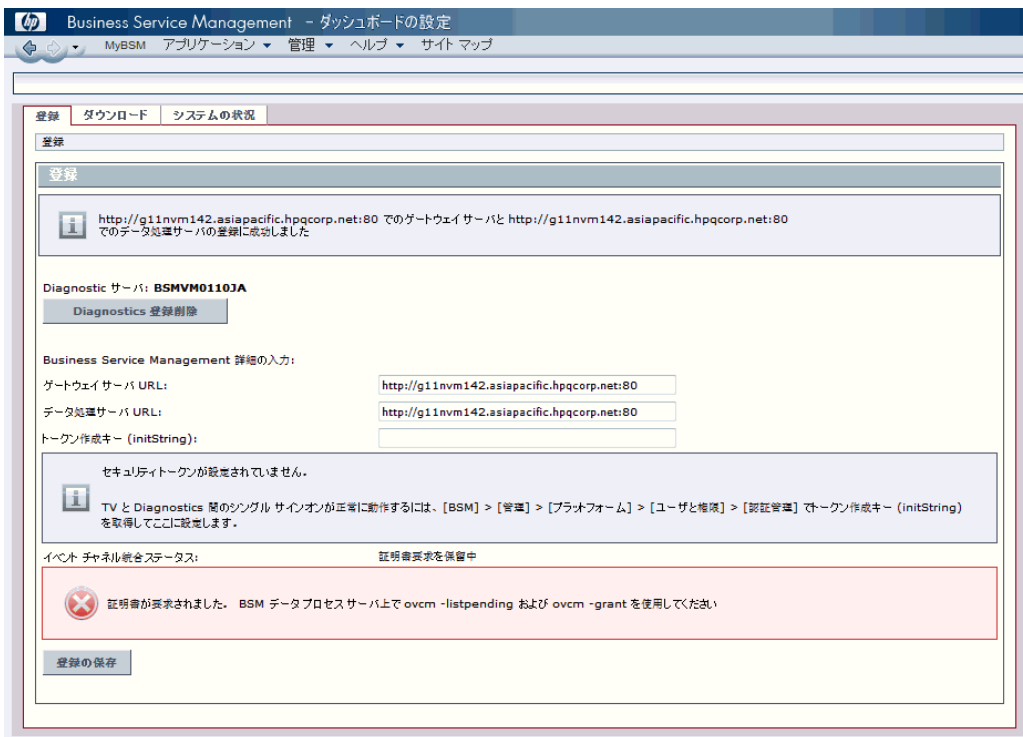 hp Business Service Management - ダッシュボードの設定
MyBSM アプリケーション 管理 ヘルプ サイト マップ
登録 ダウンロード システムの状況
登録
登録
http://g11nvm142.asiapacific.hpqcorp.net:80 でのゲートウェイ サーバと http://g11nvm142.asiapacific.hpqcorp.net:80
でのデータ処理サーバの登録に成功しました
Diagnostic サーバ: BSMVM0110JA
Diagnostics 登録削除
Business Service Management 詳細の入力:
ゲートウェイ サーバ URL: http://g11nvm142.asiapacific.hpqcorp.net:80
データ処理サーバ URL: http://g11nvm142.asiapacific.hpqcorp.net:80
トークン作成キー (initString):
セキュリティトークンが設定されていません。
TV と Diagnostics 間のシングル サインオンが正常に動作するには、[BSM] > [管理] > [プラットフォーム] > [ユーザと権限] > [認証管理] でトークン作成キー (initString)
を取得してここに設定します。
イベント チャネル統合ステータス: 証明書要求を保留中
証明書が要求されました。 BSM データ プロセス サーバ上で ovcm -listpending および ovcm -grant を使用してください
登録の保存